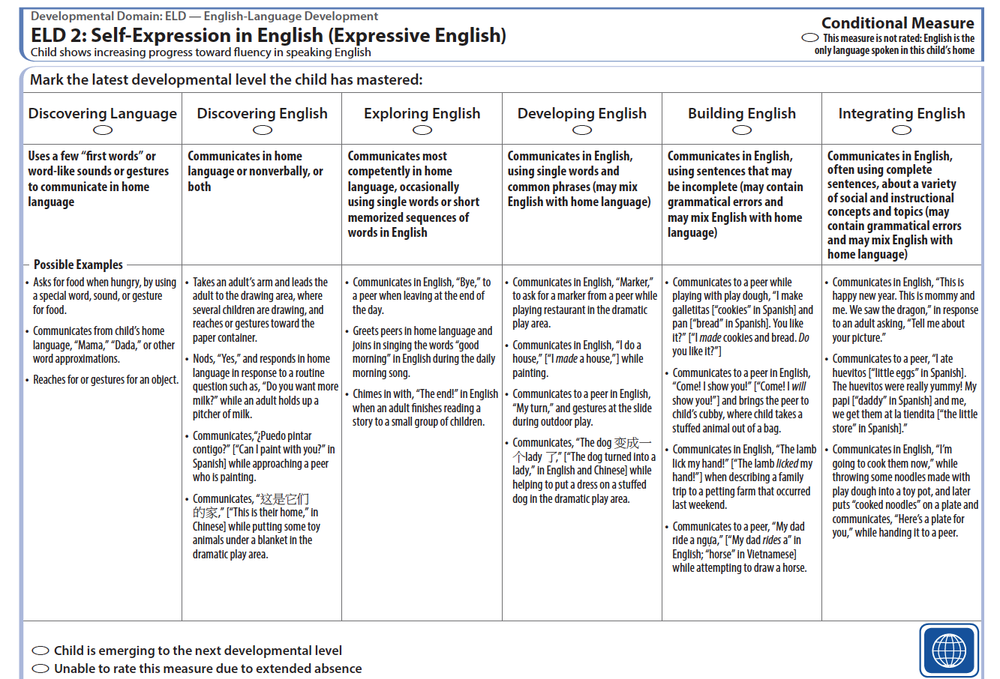 Developmental Domain: ELD — English-Language Development
ELD 2: Self-Expression in English (Expressive English)
Child shows increasing progress toward fluency in speaking English
Conditional Measure
This measure is not rated: English is the
only language spoken in this child's home
Mark the latest developmental level the child has mastered:
Discovering Language
Discovering English
Exploring English
Developing English
Building English
Integrating English
Uses a few “first words” or
word-like sounds or gestures
to communicate in home
language
Communicates in home
language or nonverbally, or
both
Communicates most
competently in home
language, occasionally
using single words or short
memorized sequences of
words in English
Communicates in English,
using single words and
common phrases (may mix
English with home language)
Communicates in English,
using sentences that may
be incomplete (may contain
grammatical errors and
may mix English with home
language)
Communicates in English,
often using complete
sentences, about a variety
of social and instructional
concepts and topics (may
contain grammatical errors
and may mix English with
home language)
Possible Examples
• Asks for food when hungry, by using
a special word, sound, or gesture
for food.
• Communicates from child's home
language, “Mama,” “Dada,” or other
word approximations.
• Reaches for or gestures for an object.
• Takes an adult's arm and leads the
adult to the drawing area, where
several children are drawing, and
reaches or gestures toward the
paper container.
• Nods, “Yes,” and responds in home
language in response to a routine
question such as, “Do you want more
milk?” while an adult holds up a
pitcher of milk.
• Communicates,“¿Puedo pintar
contigo?” [“Can I paint with you?” in
Spanish] while approaching a peer
who is painting.
• Communicates, “这是它们
的家,” [“This is their home,” in
Chinese] while putting some toy
animals under a blanket in the
dramatic play area.
• Communicates in English, “Bye,” to
a peer when leaving at the end of
the day.
• Greets peers in home language and
joins in singing the words “good
morning” in English during the daily
morning song.
• Chimes in with, “The end!” in English
when an adult finishes reading a
story to a small group of children.
• Communicates in English, “Marker,”
to ask for a marker from a peer while
playing restaurant in the dramatic
play area.
• Communicates in English, “I do a
house,” [“I made a house,”] while
painting.
• Communicates to a peer in English,
“My turn,” and gestures at the slide
during outdoor play.
• Communicates, “The dog 变成一
个lady 了,” [“The dog turned into a
lady,” in English and Chinese] while
helping to put a dress on a stuffed
dog in the dramatic play area.
• Communicates to a peer while
playing with play dough, “I make
galletitas [“cookies” in Spanish] and
pan [“bread” in Spanish]. You like
it?” [“I made cookies and bread. Do
you like it?”]
• Communicates to a peer in English,
“Come! I show you!” [“Come! I will
show you!”] and brings the peer to
child's cubby, where child takes a
stuffed animal out of a bag.
• Communicates in English, “The lamb
lick my hand!” [“The lamb licked my
hand!”] when describing a family
trip to a petting farm that occurred
last weekend.
• Communicates to a peer, “My dad
ride a ngựa,” [“My dad rides a” in
English; “horse” in Vietnamese]
while attempting to draw a horse.
• Communicates in English, “This is
happy new year. This is mommy and
me. We saw the dragon,” in response
to an adult asking, “Tell me about
your picture.”
• Communicates to a peer, “I ate
huevitos [“little eggs” in Spanish].
The huevitos were really yummy! My
papi [“daddy” in Spanish] and me,
we get them at la tiendita [“the little
store” in Spanish].”
• Communicates in English, “I'm
going to cook them now,” while
throwing some noodles made with
play dough into a toy pot, and later
puts “cooked noodles” on a plate and
communicates, “Here's a plate for
you,” while handing it to a peer.
Child is emerging to the next developmental level
Unable to rate this measure due to extended absence